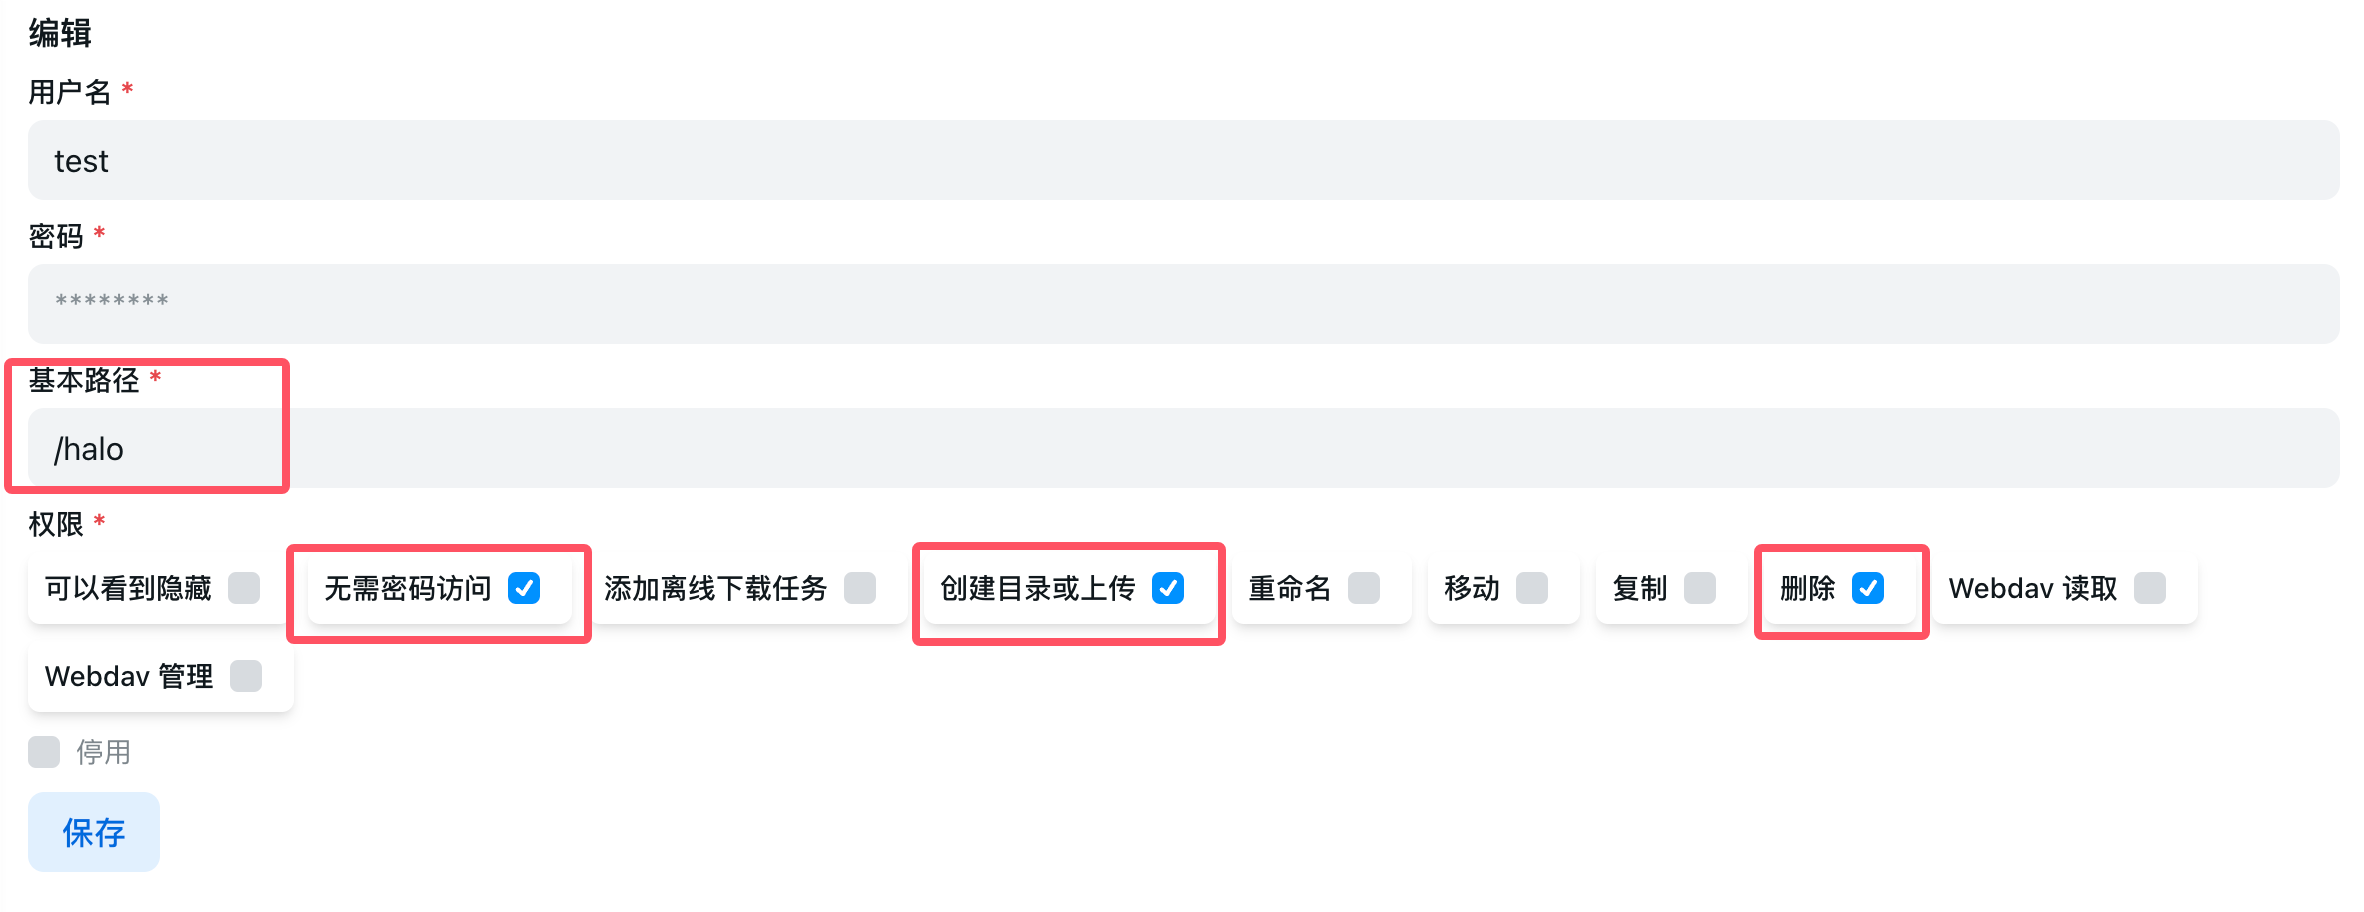 编辑
用户名 *
test
密码 *
********
基本路径 *
/halo
权限 *
可以看到隐藏 无需密码访问 添加离线下载任务 创建目录或上传 重命名 移动 复制 删除 Webdav 读取
Webdav 管理
停用
保存